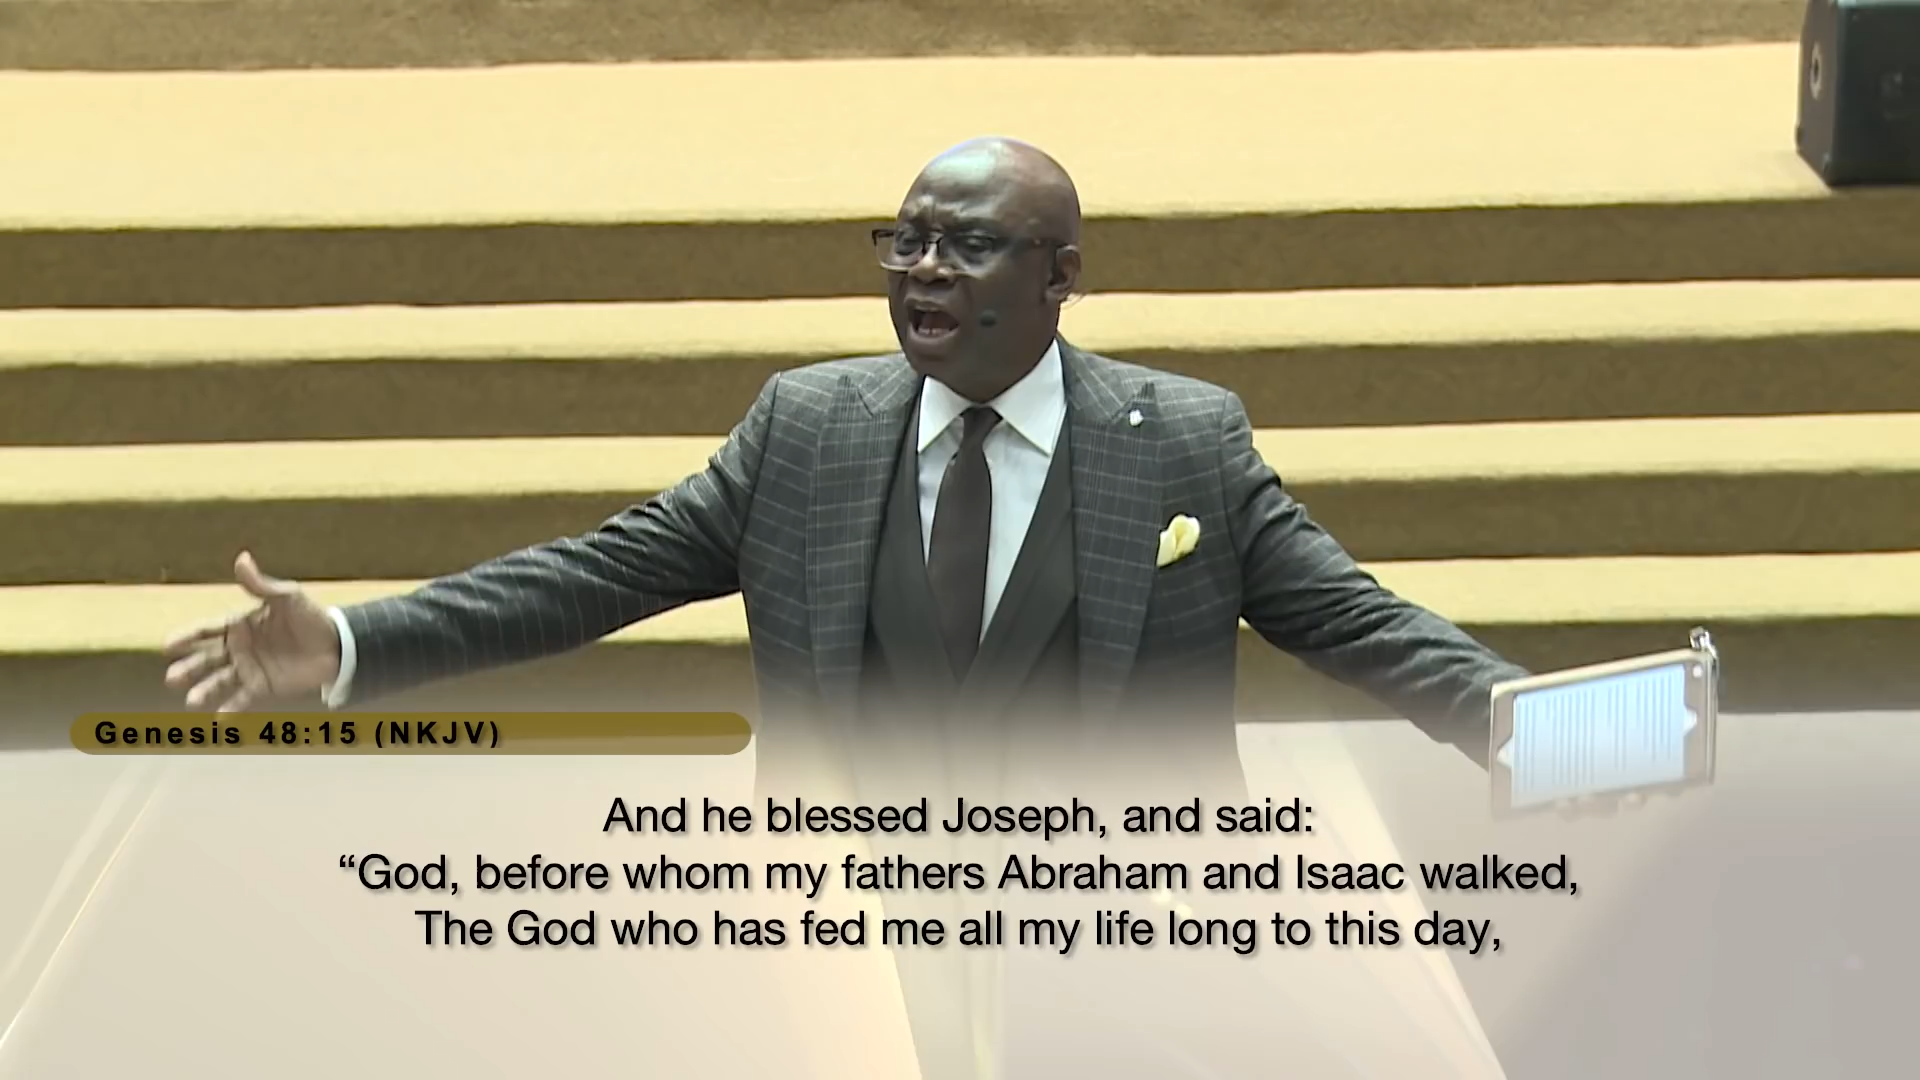 Genesis 48:15 (NKJV)
And he blessed Joseph, and said:
“God, before whom my fathers Abraham and Isaac walked,
The God who has fed me all my life long to this day,